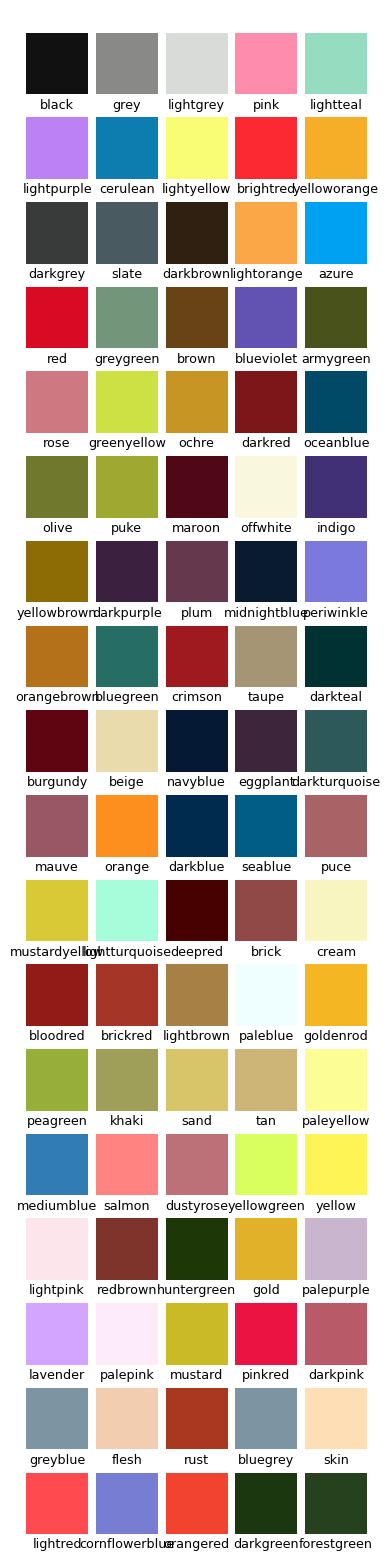 black grey lightgrey pink lightteal
lightpurple cerulean lightyellow brightred yelloworange
darkgrey slate darkbrown lightorange azure
red greygreen brown blueviolet armygreen
rose greenyellow ochre darkred oceanblue
olive puke maroon offwhite indigo
yellowbrown darkpurple plum midnightblue periwinkle
orangebrown bluegreen crimson taupe darkteal
burgundy beige navyblue eggplant darkturquoise
mauve orange darkblue seablue puce
mustardyellow lightturquoise deepred brick cream
bloodred brickred lightbrown paleblue goldenrod
peagreen khaki sand tan paleyellow
mediumblue salmon dustyrose yellowgreen yellow
lightpink redbrown huntergreen gold palepurple
lavender palepink mustard pinkred darkpink
greyblue flesh rust bluegrey skin
lightred cornflowerblue orangered darkgreen forestgreen